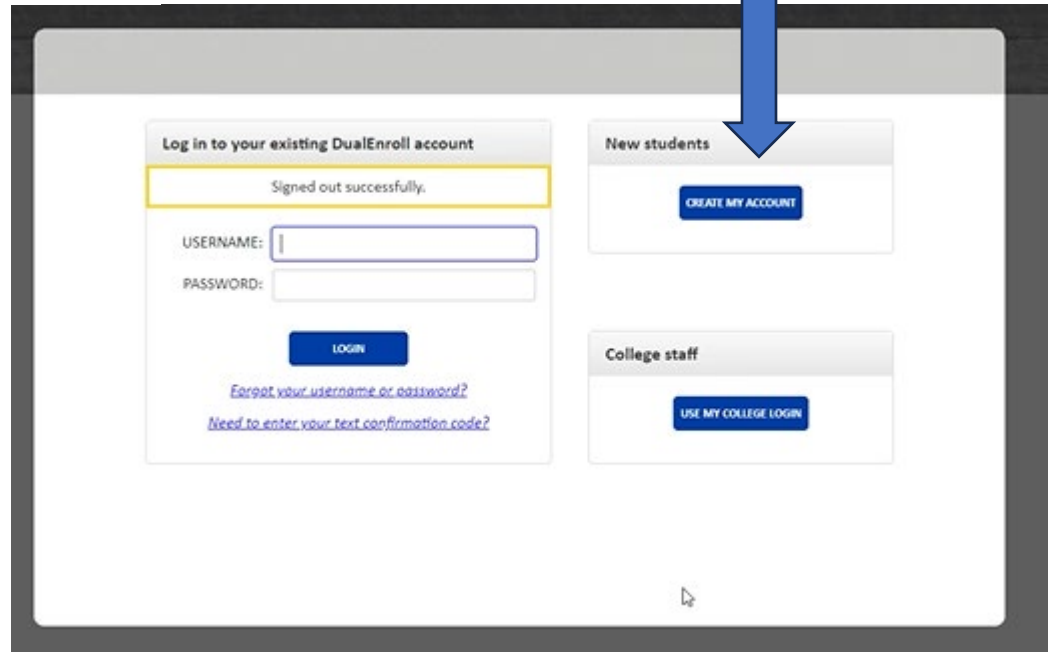 Log in to your existing DualEnroll account
Signed out successfully.
USERNAME:
PASSWORD:
LOGIN
Forgot your username or password?
Need to enter your text confirmation code?
New students
CREATE MY ACCOUNT
College staff
USE MY COLLEGE LOGIN